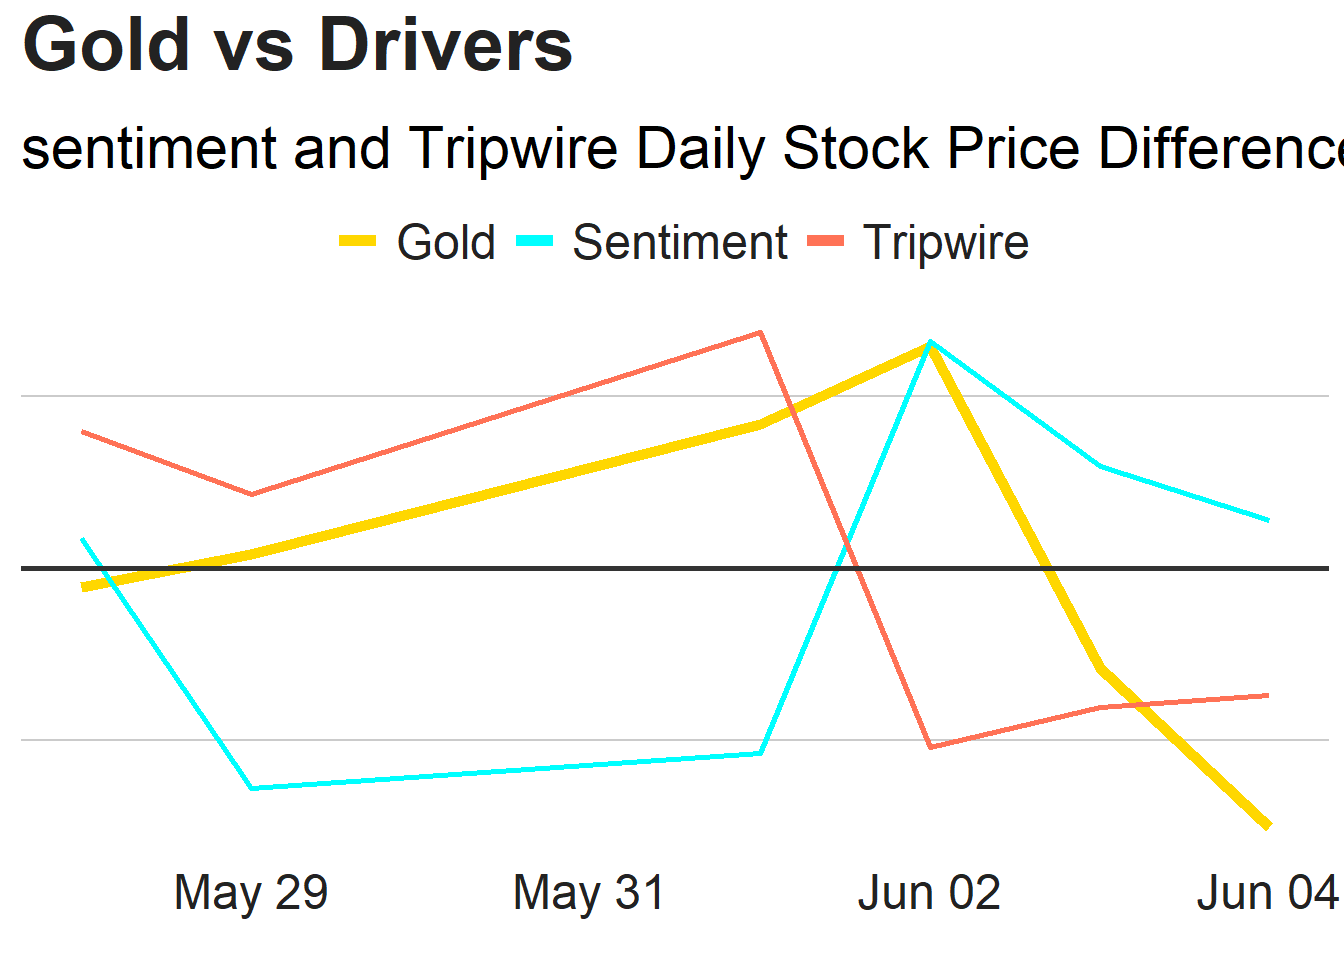 Gold vs Drivers
sentiment and Tripwire Daily Stock Price Difference
Gold Sentiment Tripwire
May 29 May 31 Jun 02 Jun 04